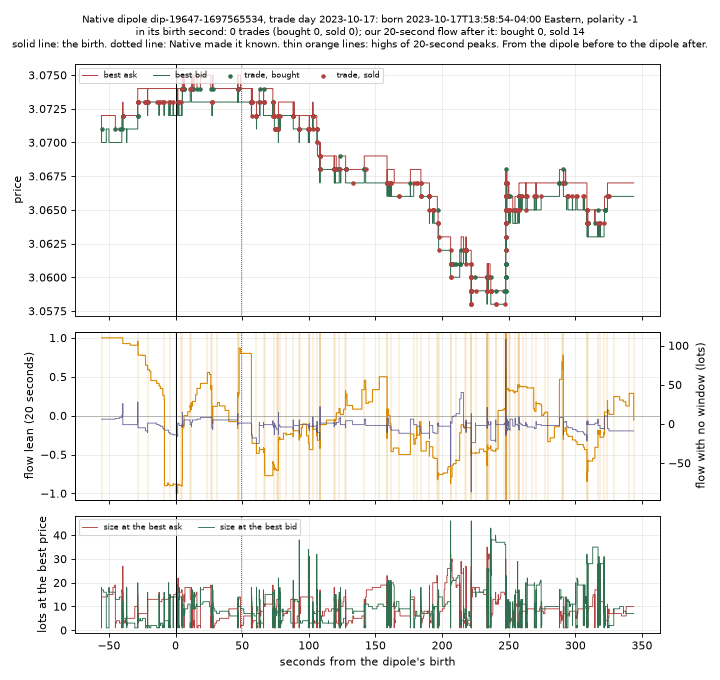 Native dipole dip-19647-1697565534, trade day 2023-10-17: born 2023-10-17T13:58:54-04:00 Eastern, polarity -1
in its birth second: 0 trades (bought 0, sold 0); our 20-second flow after it: bought 0, sold 14
solid line: the birth. dotted line: Native made it known. thin orange lines: highs of 20-second peaks. From the dipole before to the dipole after.
best ask
best bid
trade, bought
trade, sold
3.0750
3.0725
3.0700
3.0675
3.0650
3.0625
3.0600
3.0575
price
1.0
0.5
0.0
−0.5
−1.0
flow lean (20 seconds)
100
50
0
−50
flow with no window (lots)
size at the best ask
size at the best bid
40
30
20
10
0
lots at the best price
−50
0
50
100
150
200
250
300
350
seconds from the dipole's birth